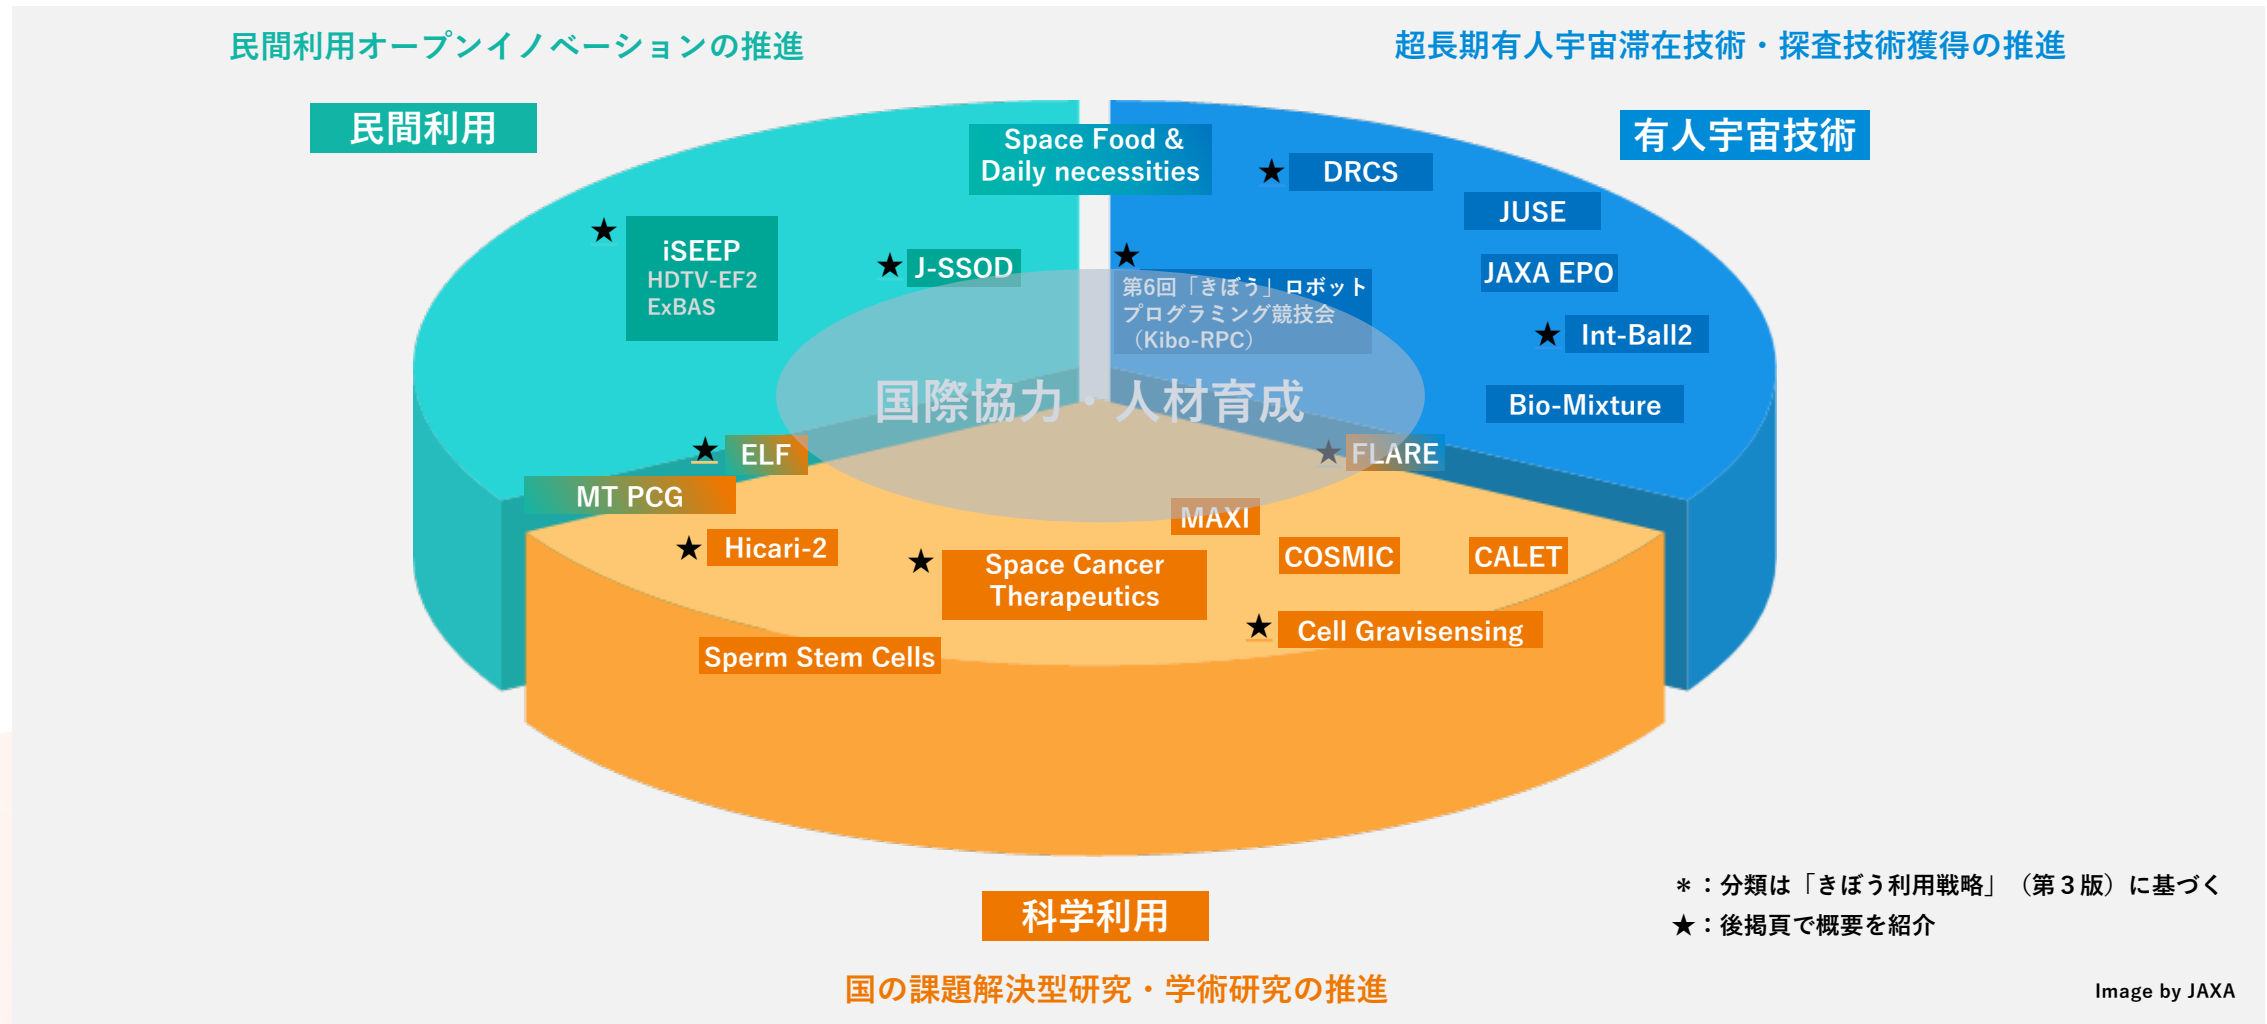 民間利用オープンイノベーションの推進
超長期有人宇宙滞在技術・探査技術獲得の推進
民間利用
有人宇宙技術
Space Food &
Daily necessities
★ DRCS
JUSE
★ iSEEP
HDTV-EF2
ExBAS
★ J-SSOD
★
第6回「きぼう」ロボット
プログラミング競技会
（Kibo-RPC）
JAXA EPO
★ Int-Ball2
Bio-Mixture
国際協力・人材育成
★ ELF
★ FLARE
MT PCG
MAXI
★ Hicari-2
★ Space Cancer
Therapeutics
COSMIC
CALET
★ Cell Gravisensing
Sperm Stem Cells
科学利用
国の課題解決型研究・学術研究の推進
＊：分類は「きぼう利用戦略」（第３版）に基づく
★：後掲頁で概要を紹介
Image by JAXA